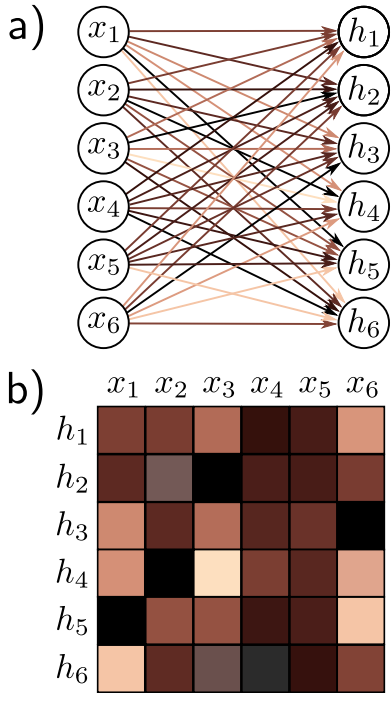 a)
x₁ h₁
x₂ h₂
x₃ h₃
x₄ h₄
x₅ h₅
x₆ h₆
b)
x₁ x₂ x₃ x₄ x₅ x₆
h₁
h₂
h₃
h₄
h₅
h₆